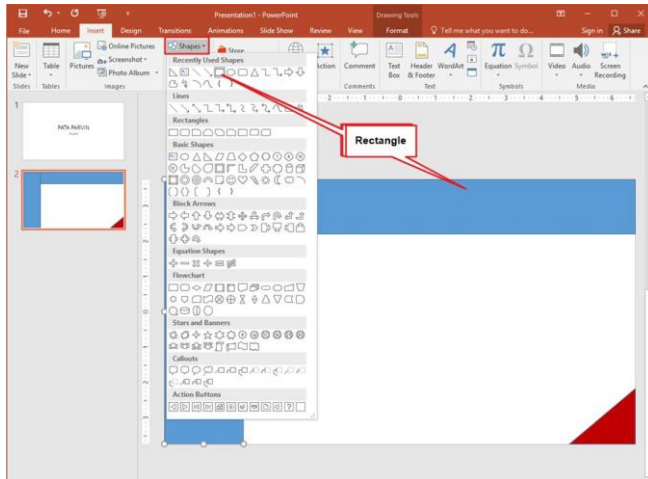 Presentation1 - PowerPoint
Drawing Tools
File Home Insert Design Transitions Animations Slide Show Review View Format Tell me what you want to do... Sign in Share
New Slide
Table
Pictures
Online Pictures
Screenshot
Photo Album
Shapes
Store
Action
Comment
Text Box
Header & Footer
WordArt
Equation
Symbol
Video
Audio
Screen Recording
Slides
Tables
Images
Comments
Text
Symbols
Media
Recently Used Shapes
Lines
Rectangles
Basic Shapes
Block Arrows
Equation Shapes
Flowchart
Stars and Banners
Callouts
Action Buttons
Rectangle
1
2